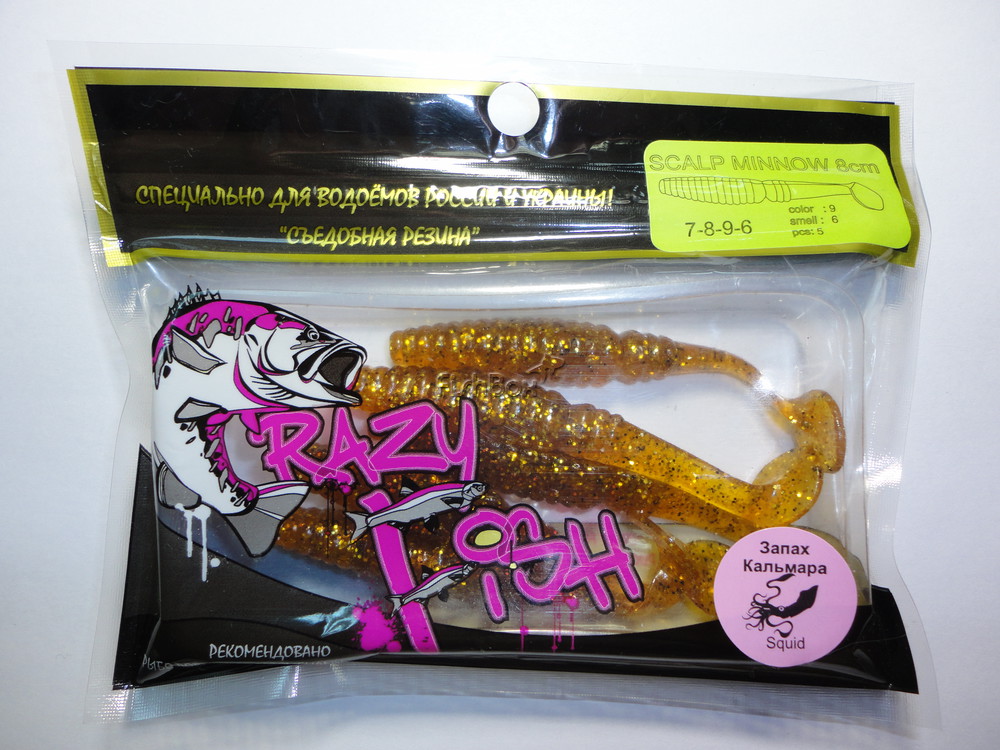 СПЕЦИАЛЬНО ДЛЯ ВОДОЁМОВ РОССИИ И УКРАИНЫ!
"СЪЕДОБНАЯ РЕЗИНА"
SCALP MINNOW 8cm
7-8-9-6
color : 9
smell : 6
pcs: 5
CRAZY
FISH
Запах
Кальмара
Squid
РЕКОМЕНДОВАНО